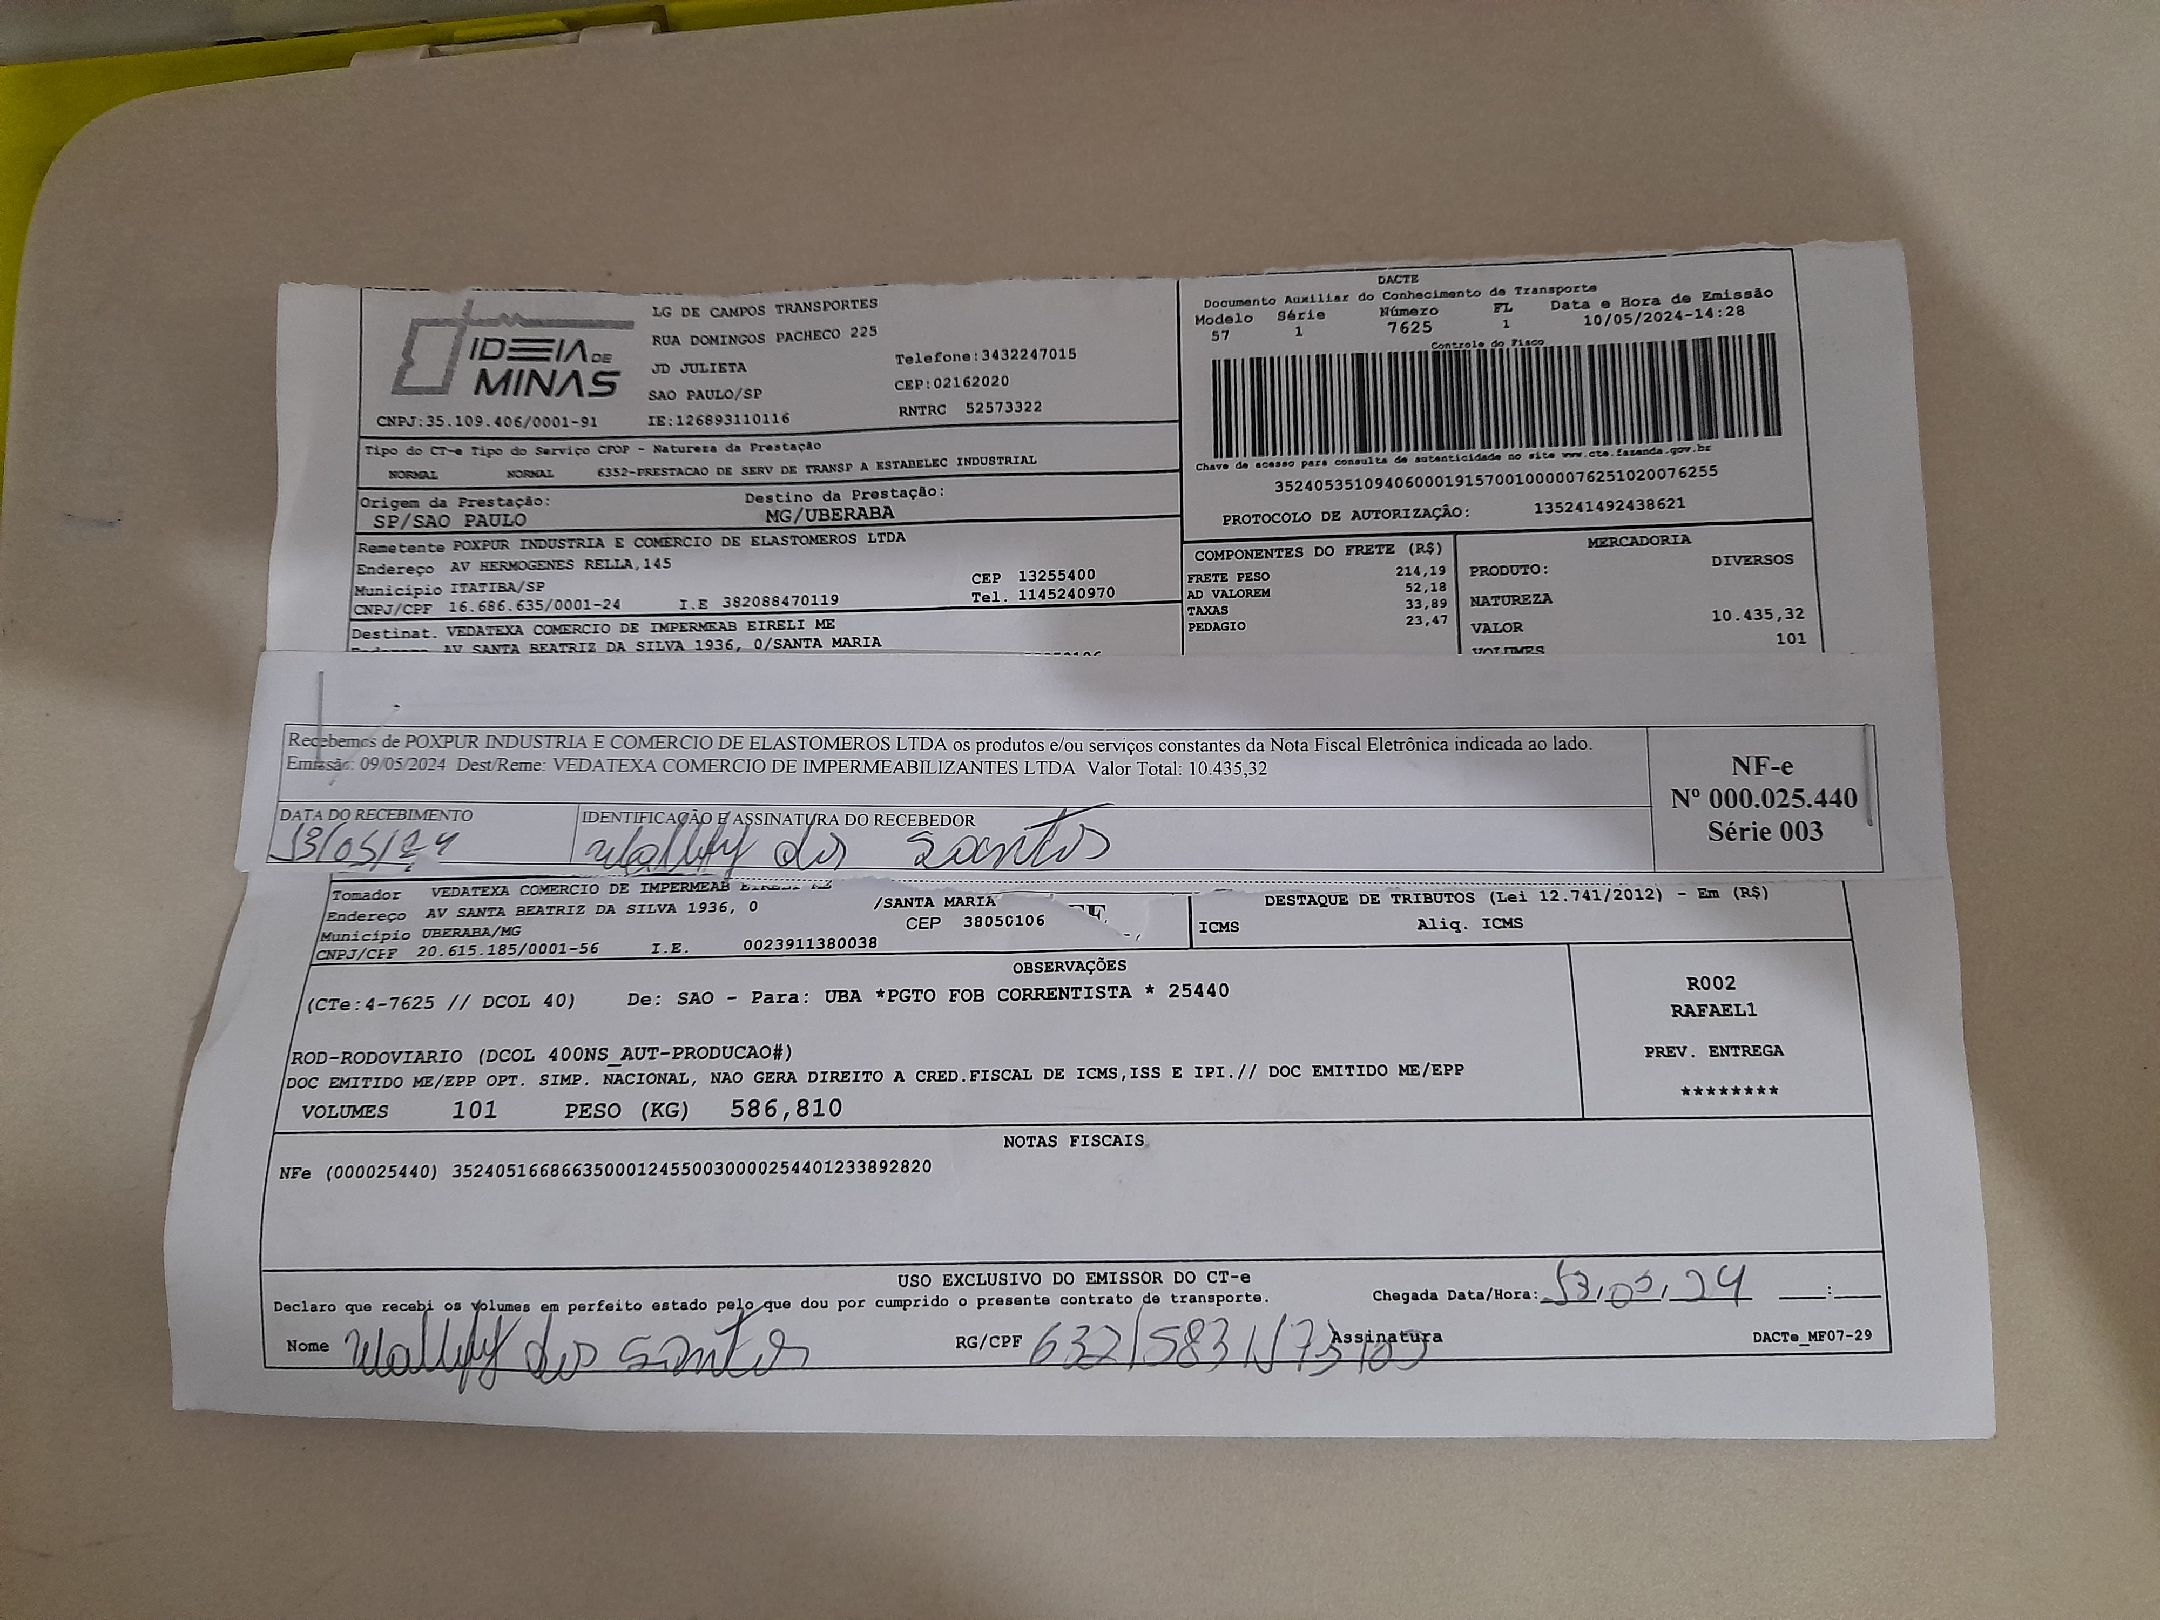 IDEIA DE
MINAS
CNPJ:35.109.406/0001-91
LG DE CAMPOS TRANSPORTES
RUA DOMINGOS PACHECO 225
JD JULIETA
SAO PAULO/SP
IE:126893110116
Telefone:3432247015
CEP:02162020
RNTRC 52573322
DACTE
Documento Auxiliar do Conhecimento de Transporte
Modelo Série Número FL Data e Hora de Emissão
57 1 7625 1 10/05/2024-14:28
Controle do Fisco
Chave de acesso para consulta de autenticidade no site www.cte.fazenda.gov.br
35240535109406000191570010000076251020076255
PROTOCOLO DE AUTORIZAÇÃO: 135241492438621
Tipo do CT-e Tipo do Serviço CFOP - Natureza da Prestação
NORMAL NORMAL 6352-PRESTACAO DE SERV DE TRANSP A ESTABELEC INDUSTRIAL
Origem da Prestação: Destino da Prestação:
SP/SAO PAULO MG/UBERABA
Remetente POXPUR INDUSTRIA E COMERCIO DE ELASTOMEROS LTDA
Endereço AV HERMOGENES RELLA,145
Município ITATIBA/SP CEP 13255400
CNPJ/CPF 16.686.635/0001-24 I.E 382088470119 Tel. 1145240970
Destinat. VEDATEXA COMERCIO DE IMPERMEAB EIRELI ME
AV SANTA BEATRIZ DA SILVA 1936, 0/SANTA MARIA
COMPONENTES DO FRETE (R$)
FRETE PESO 214,19
AD VALOREM 52,18
TAXAS 33,89
PEDAGIO 23,47
MERCADORIA
PRODUTO: DIVERSOS
NATUREZA
VALOR 10.435,32
VOLUMES 101
Recebemos de POXPUR INDUSTRIA E COMERCIO DE ELASTOMEROS LTDA os produtos e/ou serviços constantes da Nota Fiscal Eletrônica indicada ao lado.
Emissão: 09/05/2024 Dest/Reme: VEDATEXA COMERCIO DE IMPERMEABILIZANTES LTDA Valor Total: 10.435,32
NF-e
Nº 000.025.440
Série 003
DATA DO RECEBIMENTO IDENTIFICAÇÃO E ASSINATURA DO RECEBEDOR
13/05/24 dos santos
Tomador VEDATEXA COMERCIO DE IMPERMEAB EIRELI ME
Endereço AV SANTA BEATRIZ DA SILVA 1936, 0 /SANTA MARIA
Município UBERABA/MG CEP 38050106
CNPJ/CPF 20.615.185/0001-56 I.E. 0023911380038
DESTAQUE DE TRIBUTOS (Lei 12.741/2012) - Em (R$)
ICMS Aliq. ICMS
OBSERVAÇÕES
(CTe:4-7625 // DCOL 40) De: SAO - Para: UBA *PGTO FOB CORRENTISTA * 25440
ROD-RODOVIARIO (DCOL 400NS_AUT-PRODUCAO#)
DOC EMITIDO ME/EPP OPT. SIMP. NACIONAL, NAO GERA DIREITO A CRED.FISCAL DE ICMS,ISS E IPI.// DOC EMITIDO ME/EPP
VOLUMES 101 PESO (KG) 586,810
R002
RAFAEL1
PREV. ENTREGA
********
NOTAS FISCAIS
NFe (000025440) 35240516686635000124550030000254401233892820
USO EXCLUSIVO DO EMISSOR DO CT-e
Declaro que recebi os volumes em perfeito estado pelo que dou por cumprido o presente contrato de transporte.
Chegada Data/Hora: 13,05,24 :
Nome dos santos RG/CPF Assinatura
DACTe_MF07-29